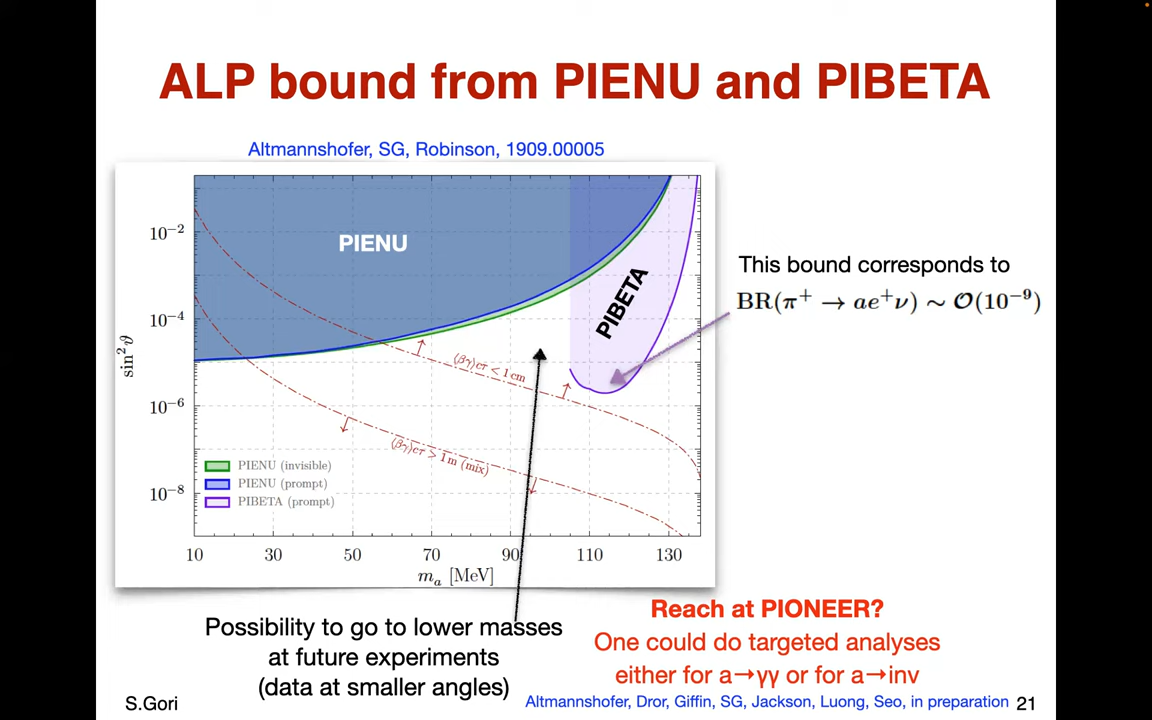 ALP bound from PIENU and PIBETA
Altmannshofer, SG, Robinson, 1909.00005
PIENU
PIBETA
10⁻²
10⁻⁴
10⁻⁶
10⁻⁸
sin² ϑ
(βγ)cτ < 1 cm
(βγ)cτ > 1 m (mix)
PIENU (invisible)
PIENU (prompt)
PIBETA (prompt)
10 30 50 70 90 110 130
mₐ [MeV]
This bound corresponds to
BR(π⁺ → ae⁺ν) ~ 𝒪(10⁻⁹)
Possibility to go to lower masses
at future experiments
(data at smaller angles)
Reach at PIONEER?
One could do targeted analyses
either for a→γγ or for a→inv
S.Gori
Altmannshofer, Dror, Giffin, SG, Jackson, Luong, Seo, in preparation 21